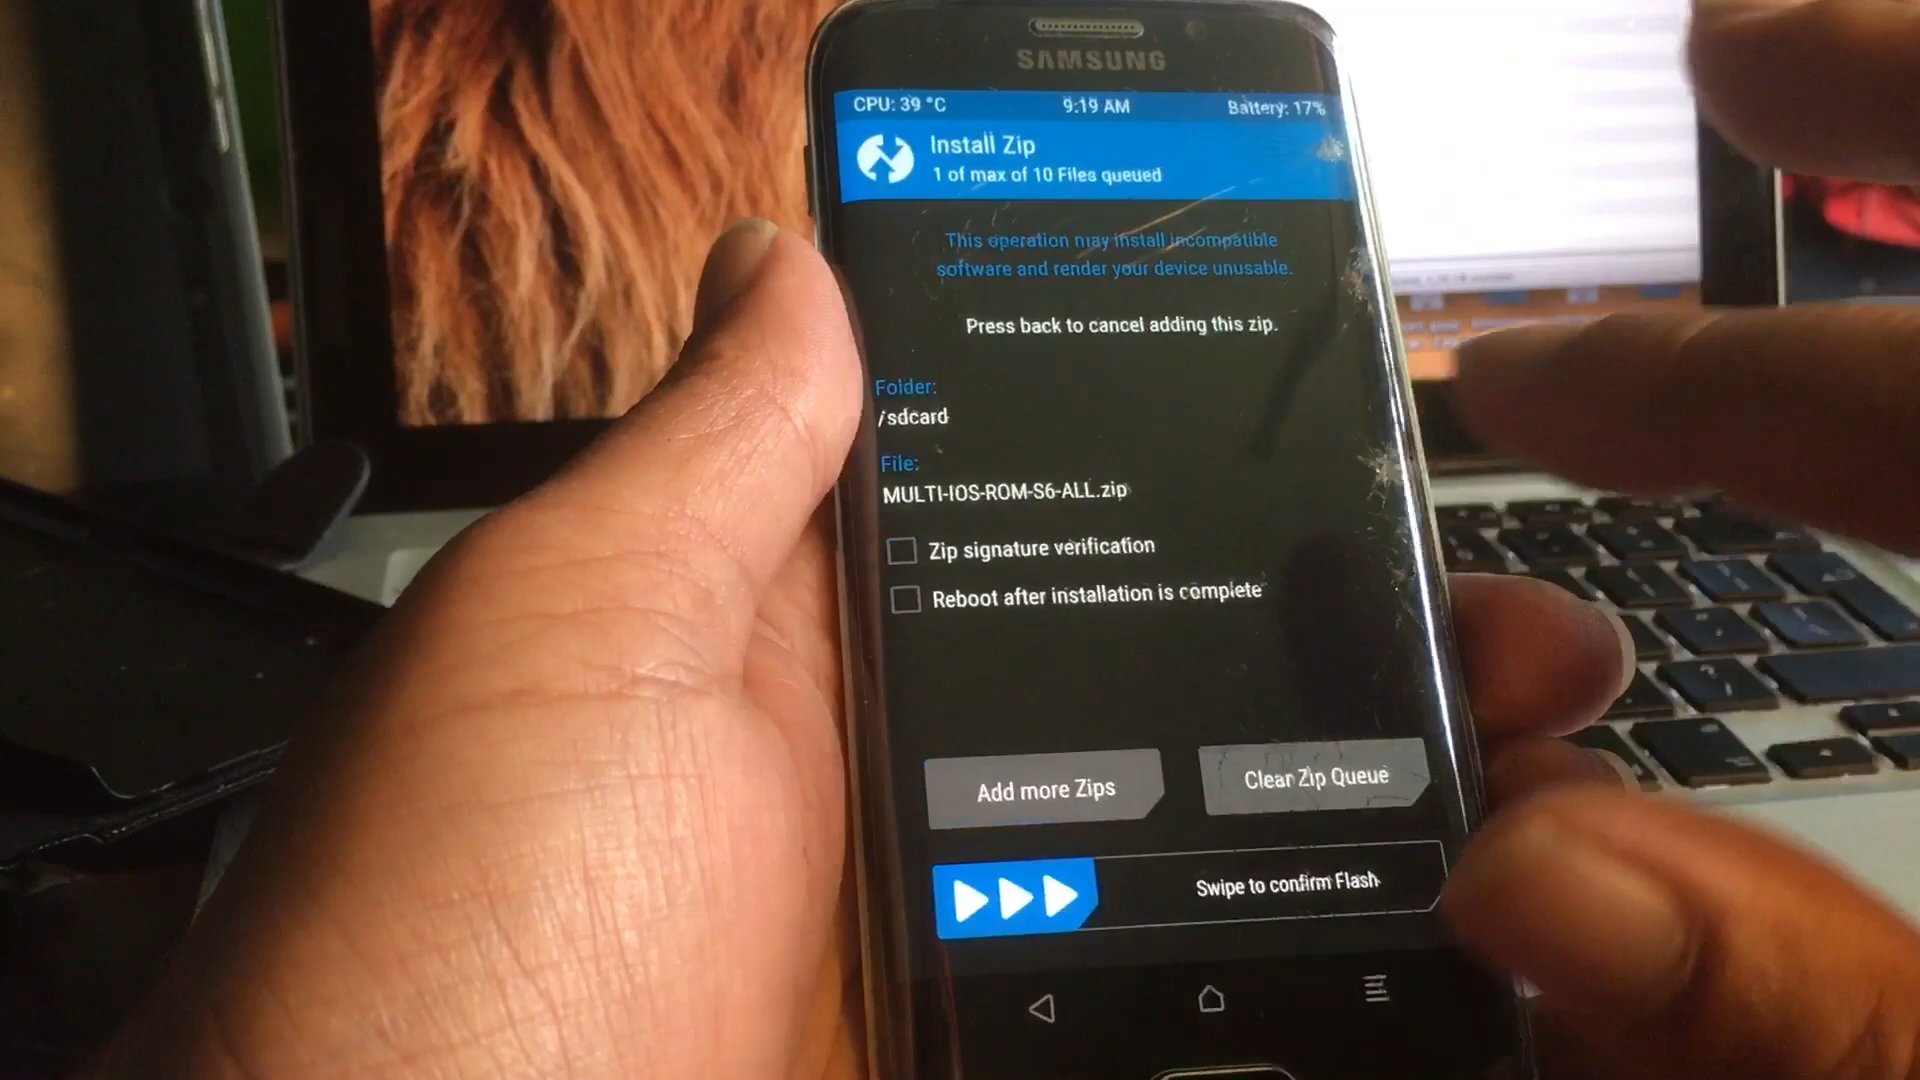 SAMSUNG
CPU: 39 °C 9:19 AM Battery: 17%
Install Zip
1 of max of 10 Files queued
This operation may install incompatible
software and render your device unusable.
Press back to cancel adding this zip.
Folder:
/sdcard
File:
MULTI-IOS-ROM-S6-ALL.zip
Zip signature verification
Reboot after installation is complete
Add more Zips Clear Zip Queue
Swipe to confirm Flash